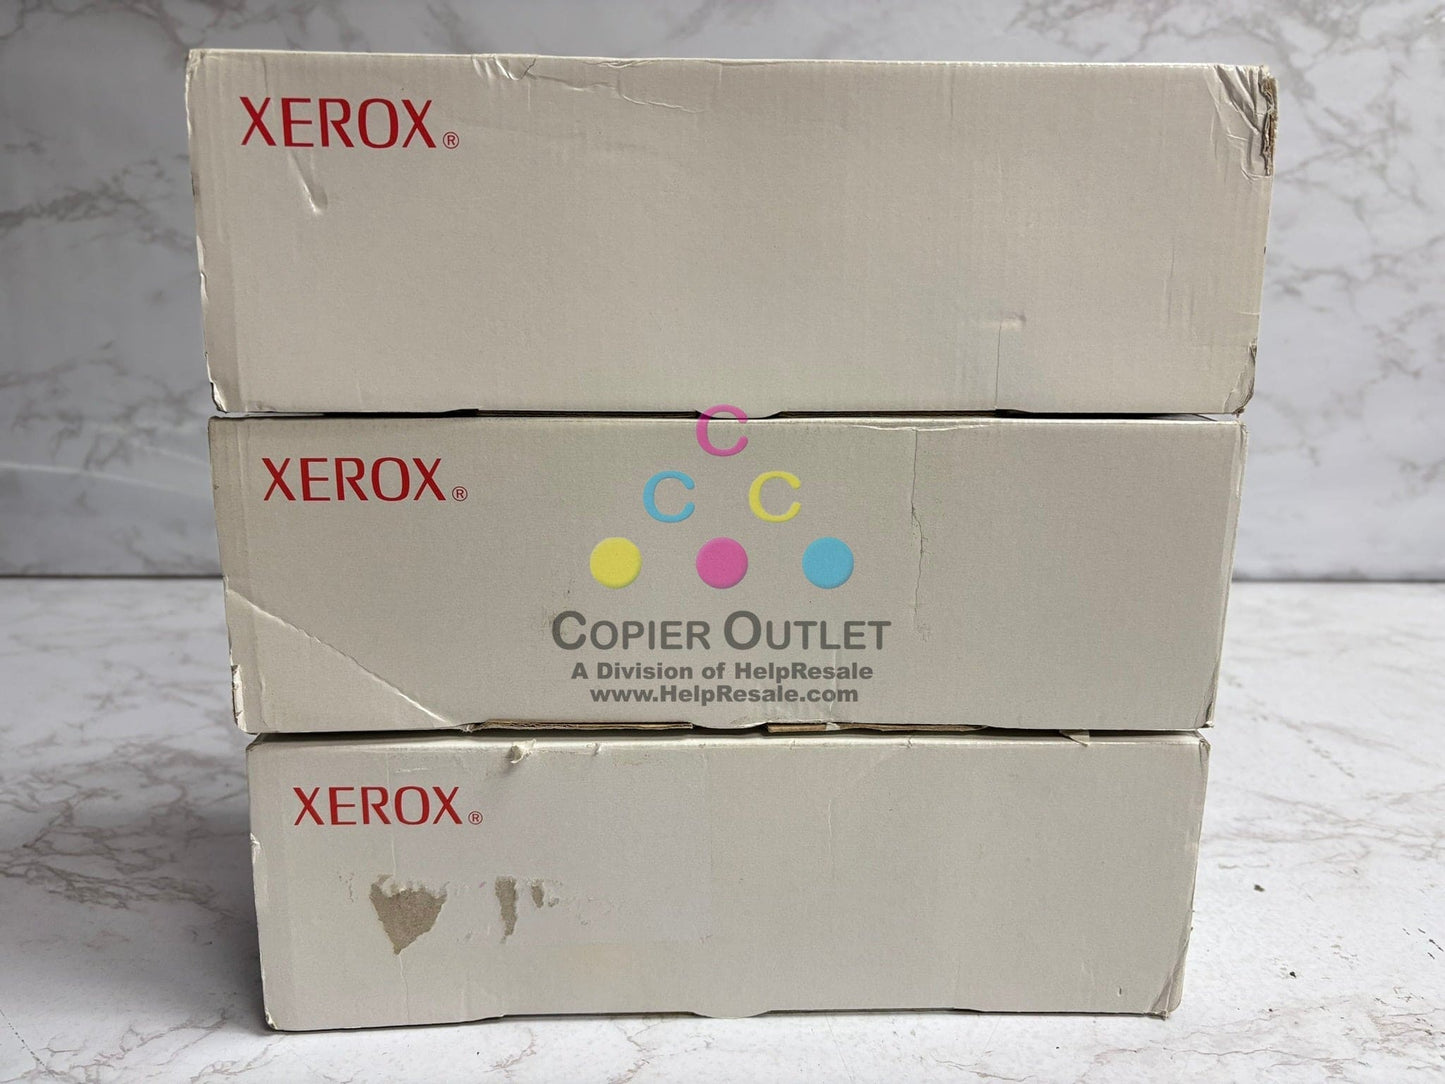 XEROX®
XEROX®
C
C C
COPIER OUTLET
A Division of HelpResale
www.HelpResale.com
XEROX®